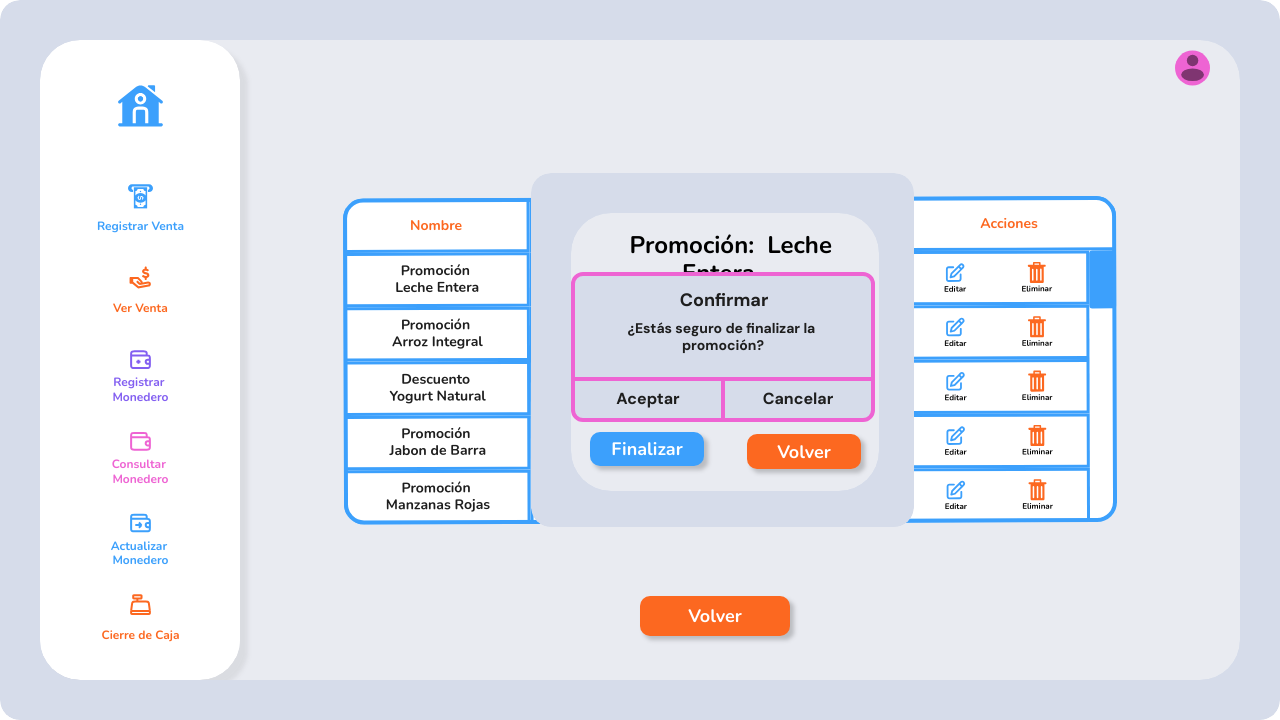 Registrar Venta
Ver Venta
Registrar
Monedero
Consultar
Monedero
Actualizar
Monedero
Cierre de Caja
Nombre
Promoción
Leche Entera
Promoción
Arroz Integral
Descuento
Yogurt Natural
Promoción
Jabon de Barra
Promoción
Manzanas Rojas
Promoción: Leche
Entera
Confirmar
¿Estás seguro de finalizar la
promoción?
Aceptar
Cancelar
Finalizar
Volver
Acciones
Editar
Eliminar
Editar
Eliminar
Editar
Eliminar
Editar
Eliminar
Editar
Eliminar
Volver